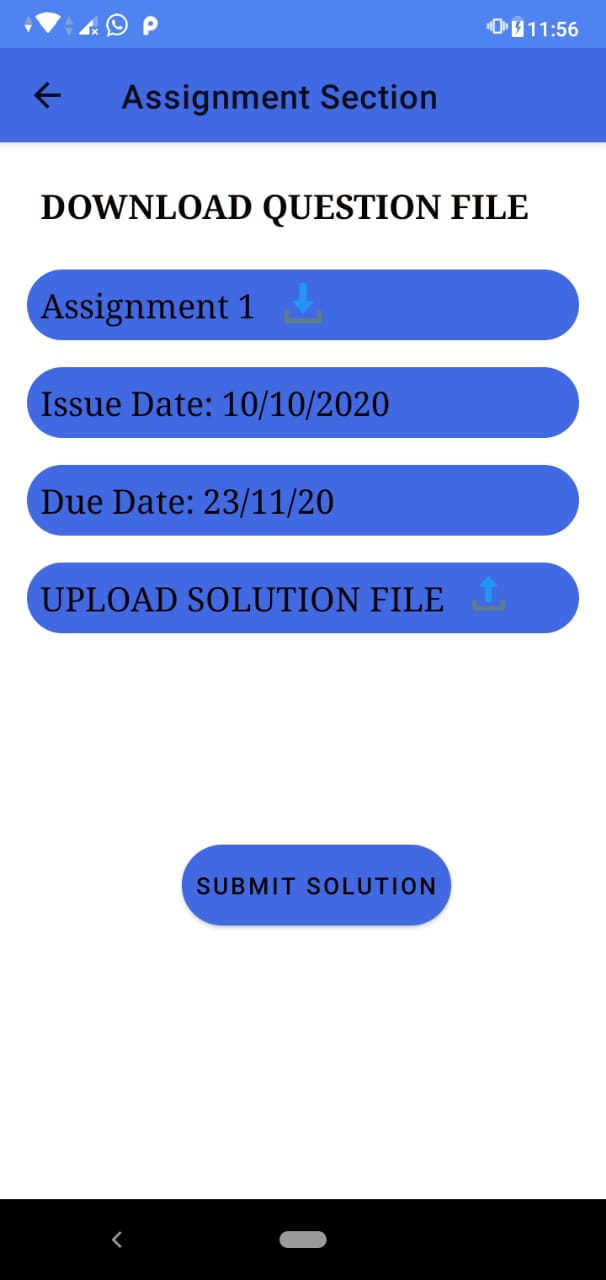 11:56
Assignment Section
DOWNLOAD QUESTION FILE
Assignment 1
Issue Date: 10/10/2020
Due Date: 23/11/20
UPLOAD SOLUTION FILE
SUBMIT SOLUTION